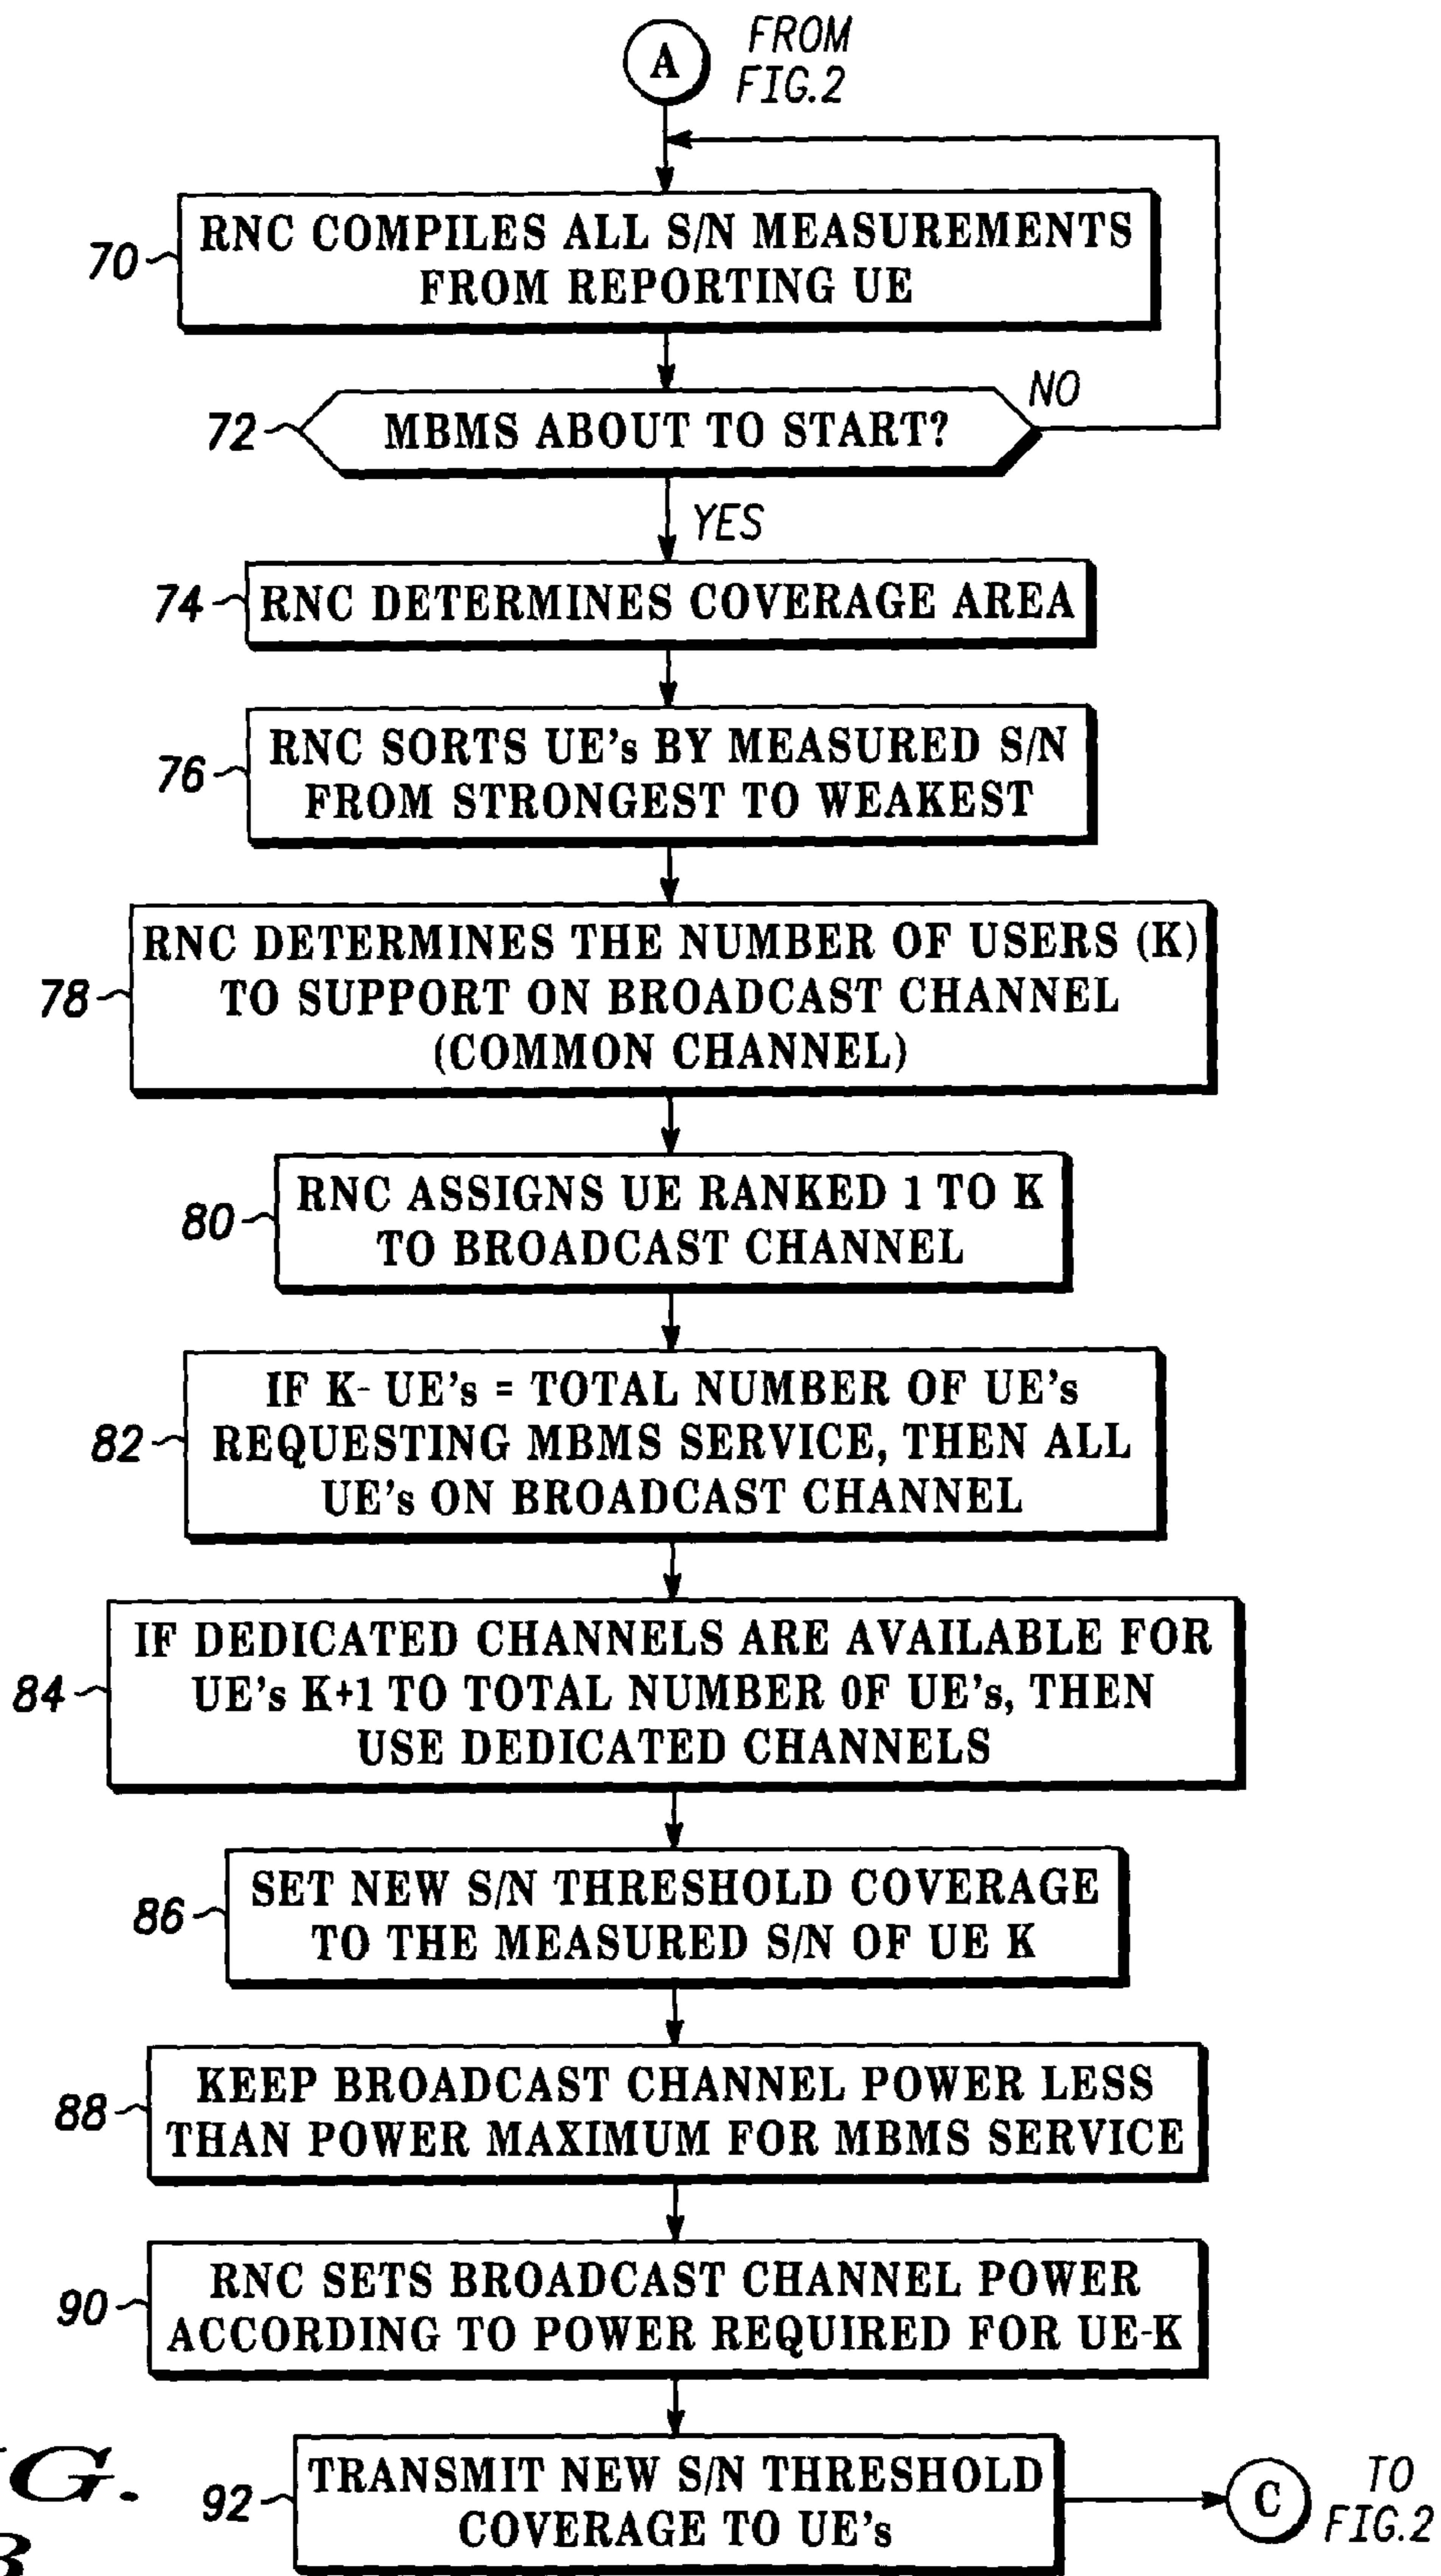 A
FROM
FIG.2
70
RNC COMPILES ALL S/N MEASUREMENTS
FROM REPORTING UE
72
MBMS ABOUT TO START?
NO
YES
74
RNC DETERMINES COVERAGE AREA
76
RNC SORTS UE's BY MEASURED S/N
FROM STRONGEST TO WEAKEST
78
RNC DETERMINES THE NUMBER OF USERS (K)
TO SUPPORT ON BROADCAST CHANNEL
(COMMON CHANNEL)
80
RNC ASSIGNS UE RANKED 1 TO K
TO BROADCAST CHANNEL
82
IF K- UE's = TOTAL NUMBER OF UE's
REQUESTING MBMS SERVICE, THEN ALL
UE's ON BROADCAST CHANNEL
84
IF DEDICATED CHANNELS ARE AVAILABLE FOR
UE's K+1 TO TOTAL NUMBER OF UE's, THEN
USE DEDICATED CHANNELS
86
SET NEW S/N THRESHOLD COVERAGE
TO THE MEASURED S/N OF UE K
88
KEEP BROADCAST CHANNEL POWER LESS
THAN POWER MAXIMUM FOR MBMS SERVICE
90
RNC SETS BROADCAST CHANNEL POWER
ACCORDING TO POWER REQUIRED FOR UE-K
92
TRANSMIT NEW S/N THRESHOLD
COVERAGE TO UE's
C
TO
FIG.2